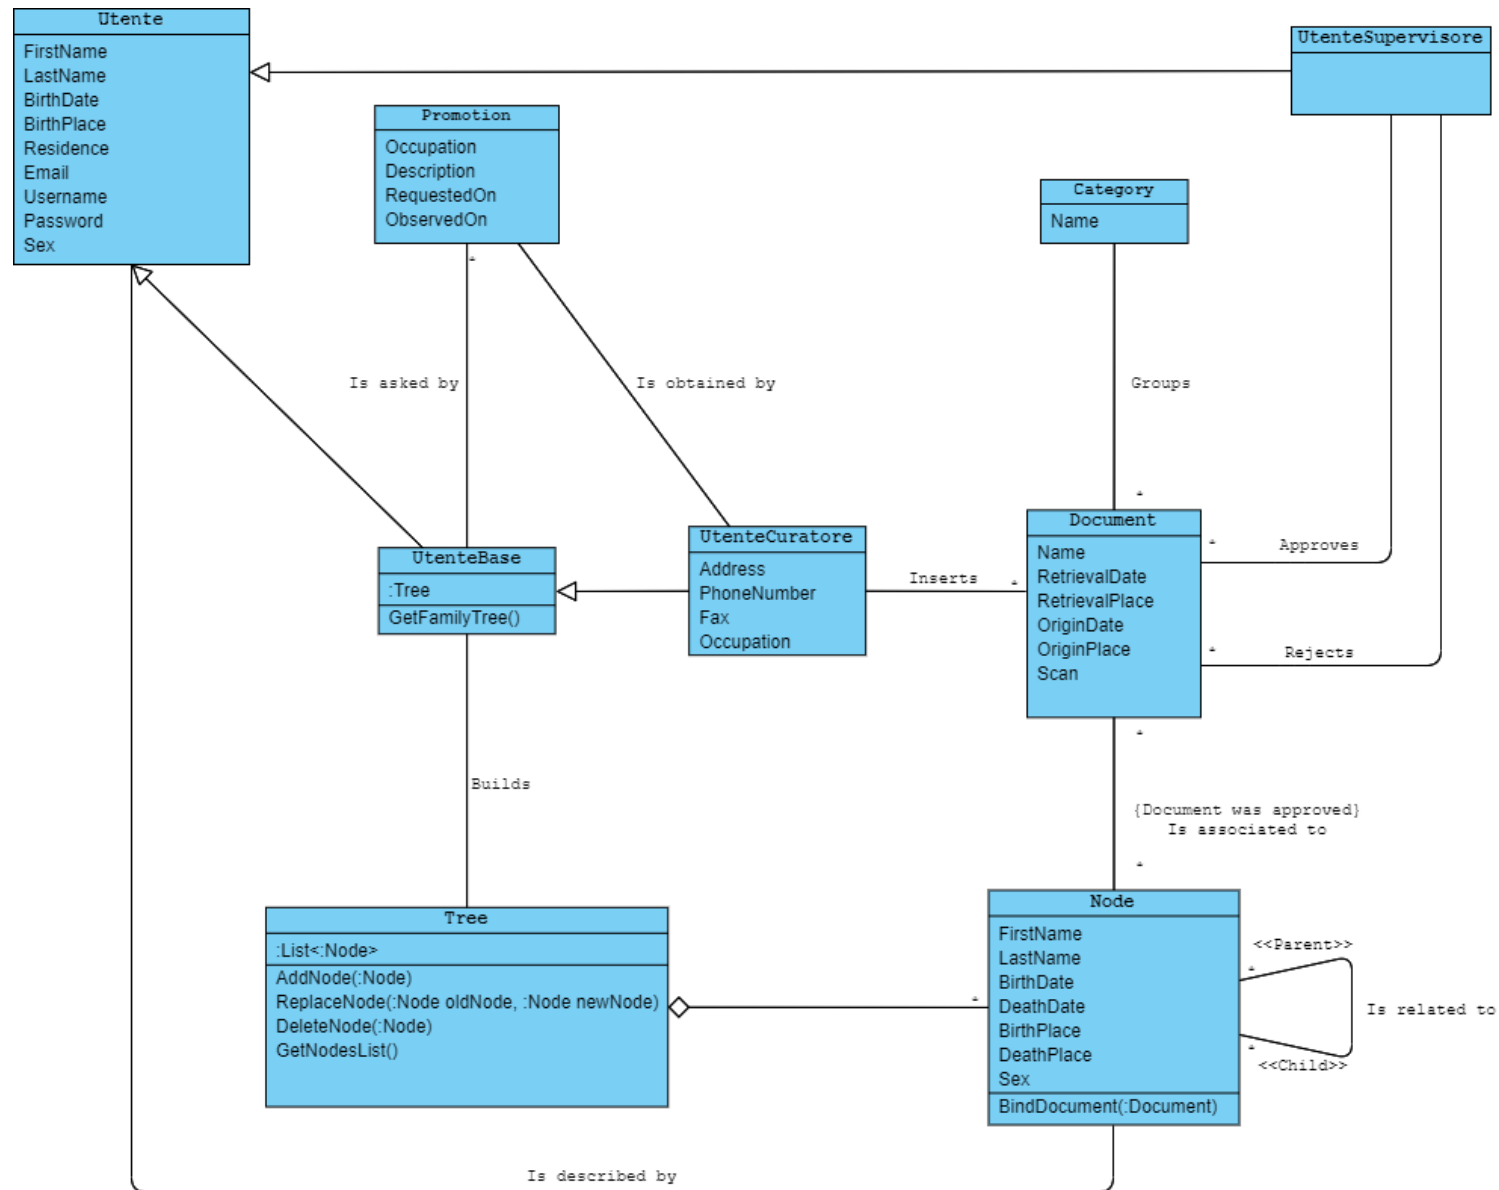 Utente
FirstName
LastName
BirthDate
BirthPlace
Residence
Email
Username
Password
Sex
UtenteSupervisore
Promotion
Occupation
Description
RequestedOn
ObservedOn
*
Category
Name
Is asked by
Is obtained by
Groups
*
UtenteBase
:Tree
GetFamilyTree()
UtenteCuratore
Address
PhoneNumber
Fax
Occupation
Inserts
*
Document
Name
RetrievalDate
RetrievalPlace
OriginDate
OriginPlace
Scan
*
Approves
*
Rejects
*
Builds
{Document was approved}
Is associated to
*
Tree
:List<:Node>
AddNode(:Node)
ReplaceNode(:Node oldNode, :Node newNode)
DeleteNode(:Node)
GetNodesList()
*
Node
FirstName
LastName
BirthDate
DeathDate
BirthPlace
DeathPlace
Sex
BindDocument(:Document)
<<Parent>>
*
Is related to
*
<<Child>>
Is described by